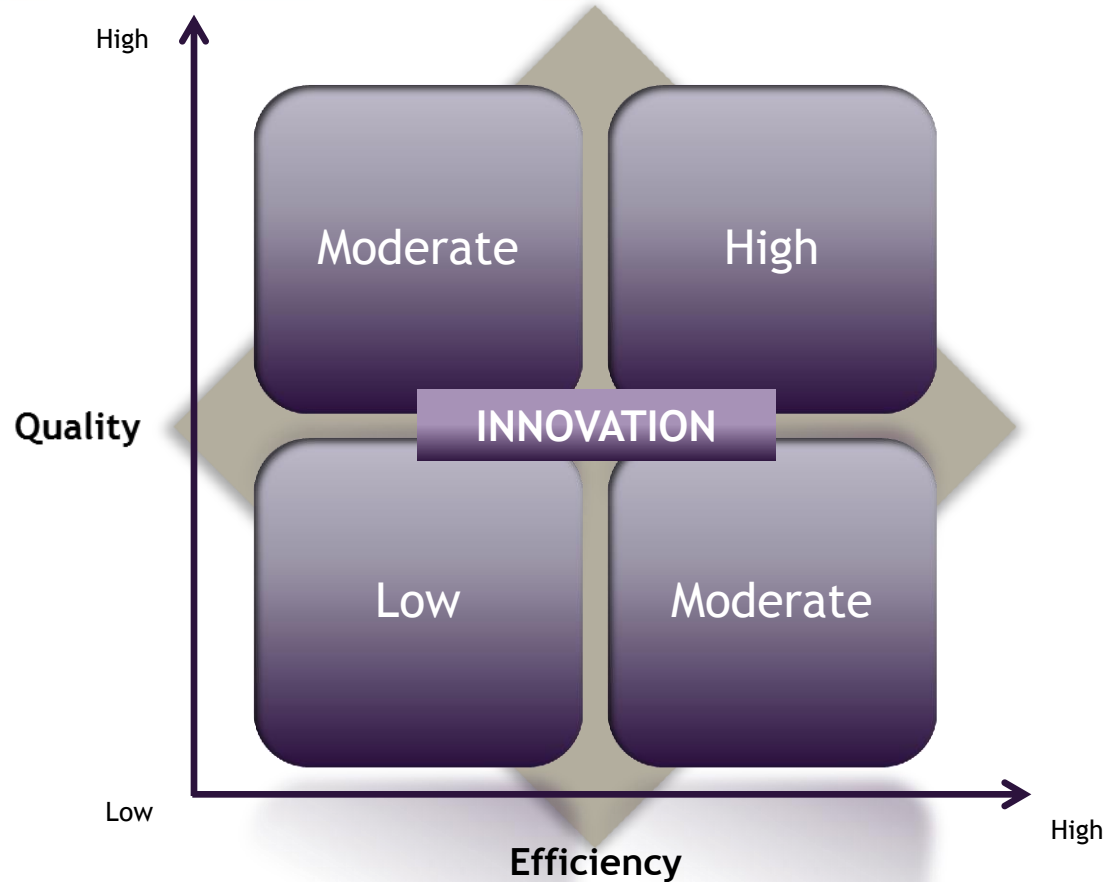 High
Moderate
High
Quality
INNOVATION
Low
Moderate
Low
High
Efficiency